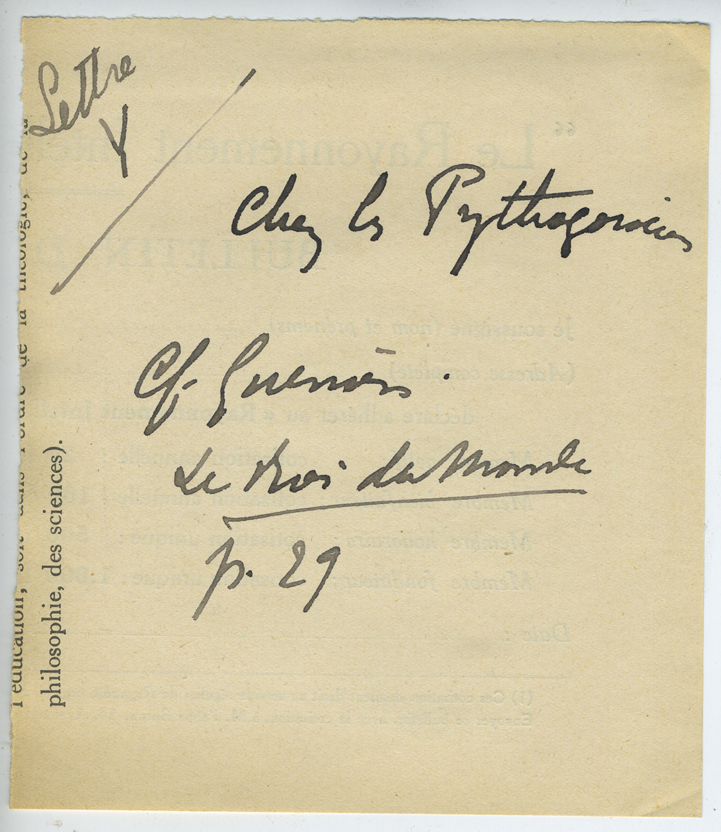 Lettre
Y
Chez les Pythagoriciens
Cf. Guénon.
Le Roi du Monde
p. 29
l'éducation, soit dans l'ordre de la théologie, de la
philosophie, des sciences).
"Le Rayonnement
BULLETIN
Je soussigné (nom et prénoms)
(Adresse complète)
déclare adhérer au « Rayonnement
Membre
Membre
Membre honoraire;
Membre fondateur;
Date :